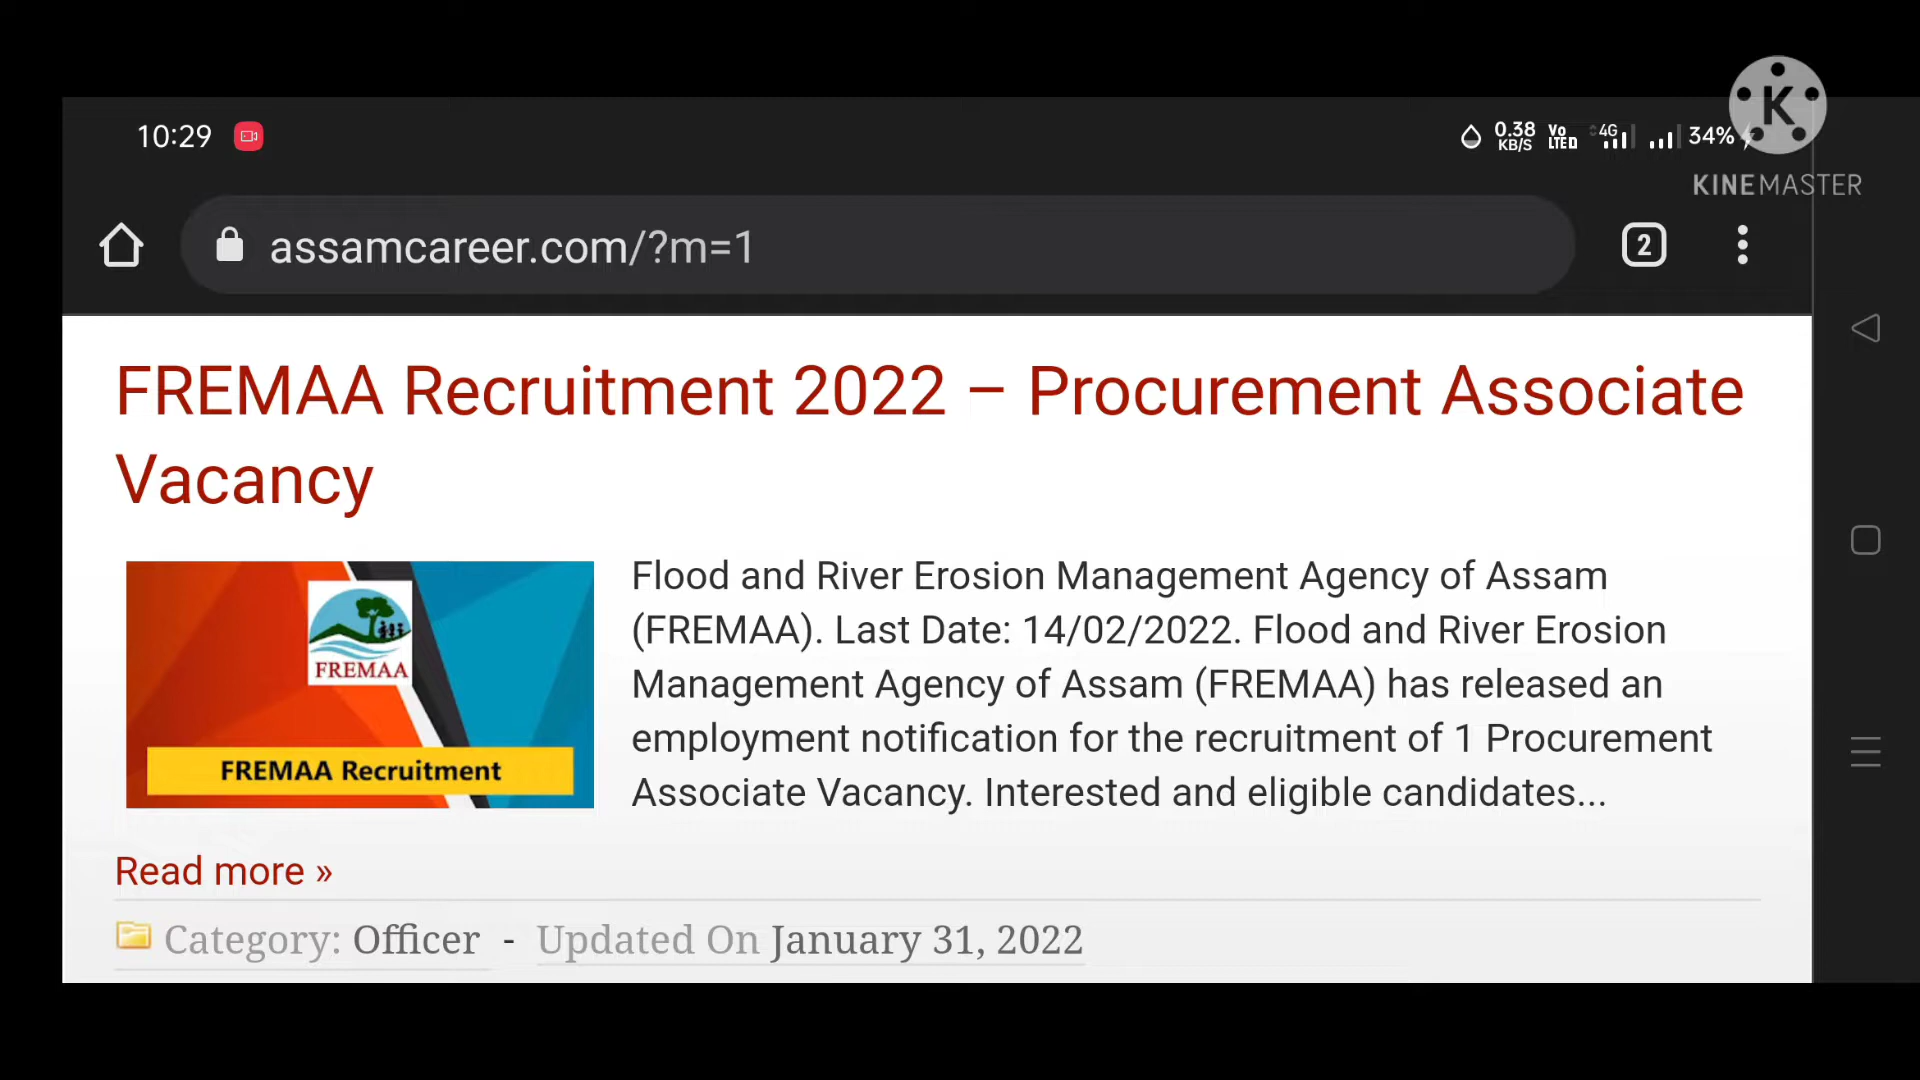 10:29
0.38 KB/S Vo LTED 4G 34%
K
KINEMASTER
assamcareer.com/?m=1
2
FREMAA Recruitment 2022 – Procurement Associate
Vacancy
FREMAA
FREMAA Recruitment
Flood and River Erosion Management Agency of Assam
(FREMAA). Last Date: 14/02/2022. Flood and River Erosion
Management Agency of Assam (FREMAA) has released an
employment notification for the recruitment of 1 Procurement
Associate Vacancy. Interested and eligible candidates...
Read more »
Category: Officer - Updated On January 31, 2022